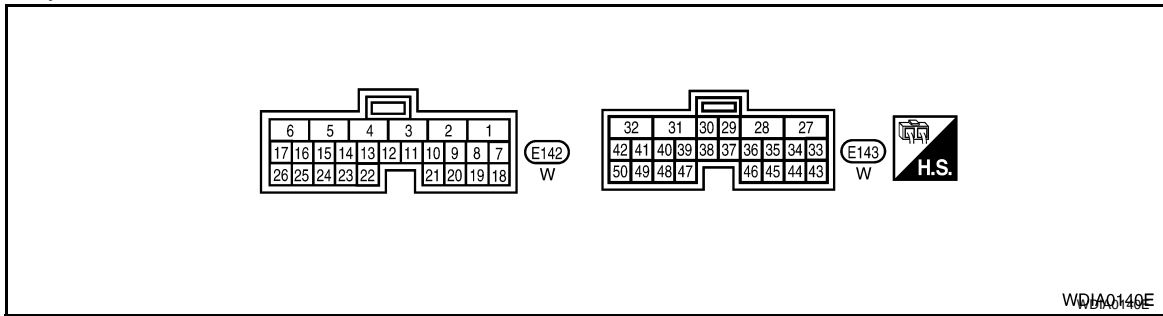 6 5 4 3 2 1
17 16 15 14 13 12 11 10 9 8 7
26 25 24 23 22 21 20 19 18
E142
W
32 31 30 29 28 27
42 41 40 39 38 37 36 35 34 33
50 49 48 47 46 45 44 43
E143
W
H.S.
WDIA0140E